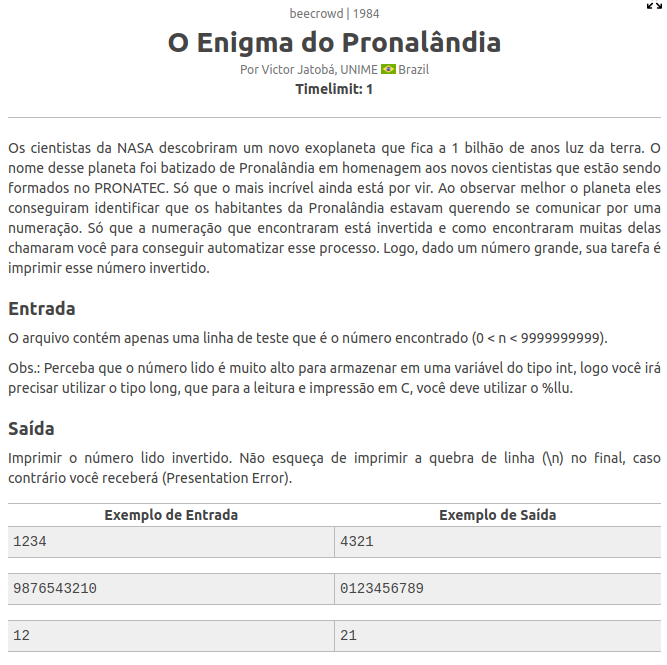 beecrowd | 1984
O Enigma do Pronalândia
Por Victor Jatobá, UNIME Brazil
Timelimit: 1
Os cientistas da NASA descobriram um novo exoplaneta que fica a 1 bilhão de anos luz da terra. O
nome desse planeta foi batizado de Pronalândia em homenagem aos novos cientistas que estão sendo
formados no PRONATEC. Só que o mais incrível ainda está por vir. Ao observar melhor o planeta eles
conseguiram identificar que os habitantes da Pronalândia estavam querendo se comunicar por uma
numeração. Só que a numeração que encontraram está invertida e como encontraram muitas delas
chamaram você para conseguir automatizar esse processo. Logo, dado um número grande, sua tarefa é
imprimir esse número invertido.
Entrada
O arquivo contém apenas uma linha de teste que é o número encontrado (0 < n < 9999999999).
Obs.: Perceba que o número lido é muito alto para armazenar em uma variável do tipo int, logo você irá
precisar utilizar o tipo long, que para a leitura e impressão em C, você deve utilizar o %llu.
Saída
Imprimir o número lido invertido. Não esqueça de imprimir a quebra de linha (\n) no final, caso
contrário você receberá (Presentation Error).
Exemplo de Entrada Exemplo de Saída
1234 4321
9876543210 0123456789
12 21